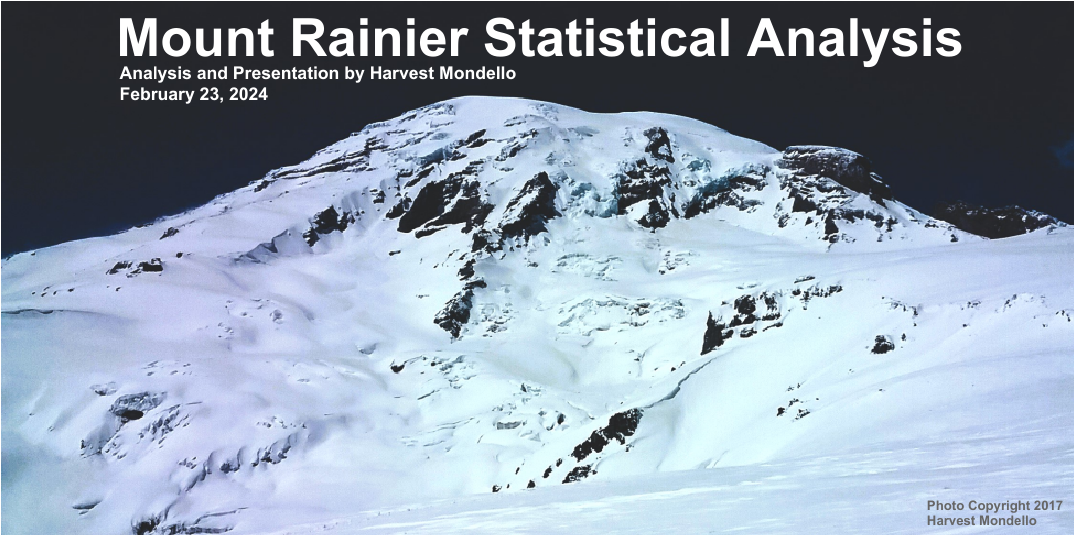 Mount Rainier Statistical Analysis
Analysis and Presentation by Harvest Mondello
February 23, 2024
Photo Copyright 2017
Harvest Mondello